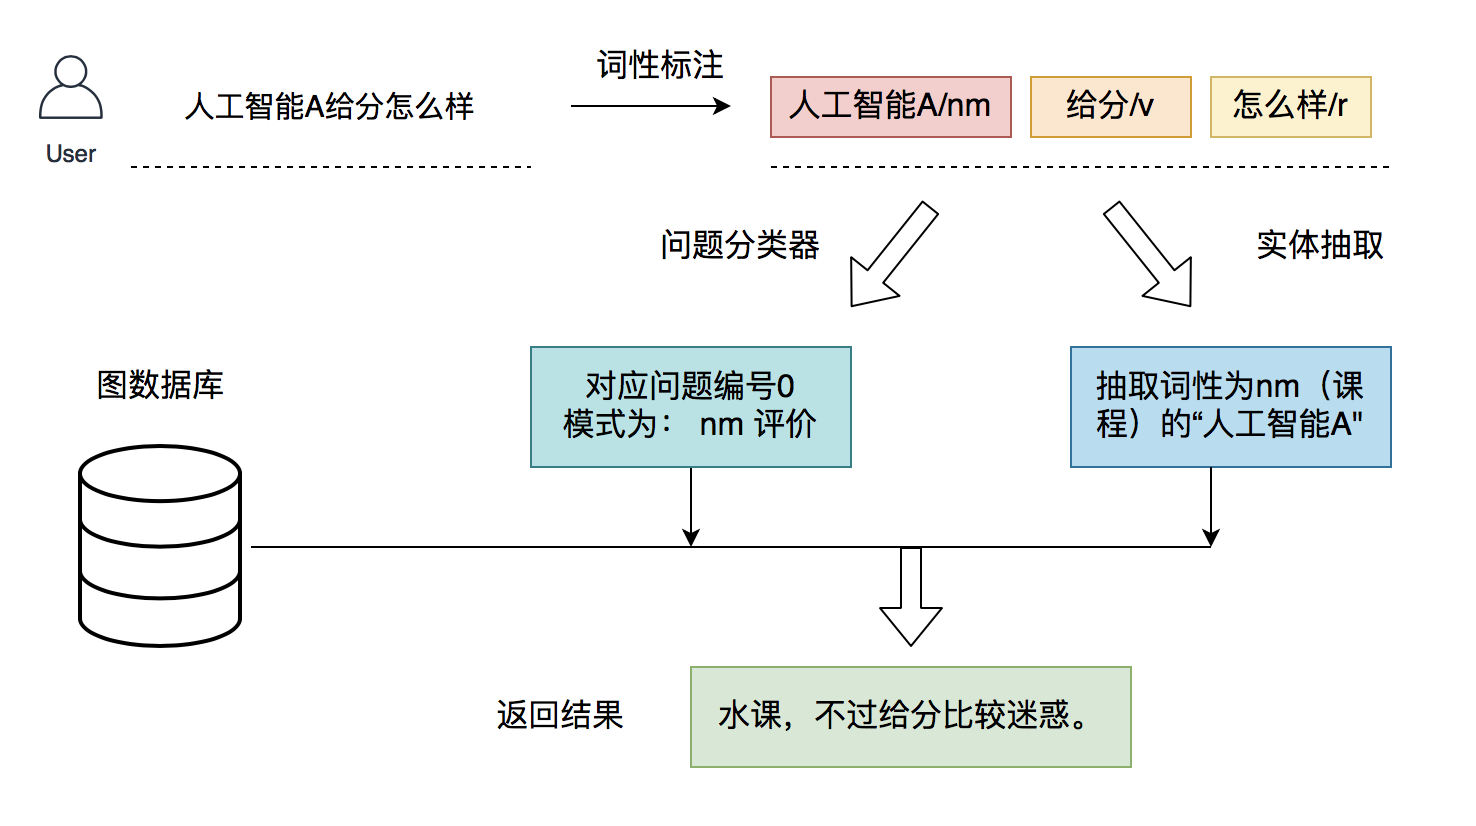 词性标注
人工智能A给分怎么样
人工智能A/nm
给分/v
怎么样/r
User
问题分类器
实体抽取
图数据库
对应问题编号0
模式为： nm 评价
抽取词性为nm（课
程）的“人工智能A"
返回结果
水课，不过给分比较迷惑。